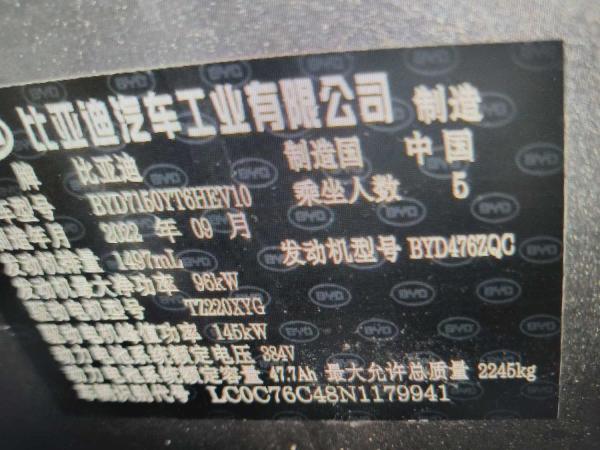 比亚迪汽车工业有限公司 制造
牌 比亚迪 制造国 中国
车型号 BYD7150YT6HEV10 乘坐人数 5
制造年月 2022 年 09 月
发动机排量 1497mL 发动机型号 BYD476ZQC
发动机最大净功率 96kW
驱动电机型号 TZ220XYG
驱动电机峰值功率 145kW
动力电池系统额定电压 384V
动力电池系统额定容量 47.7Ah 最大允许总质量 2245kg
车辆识别代号 LC0C76C48N1179941